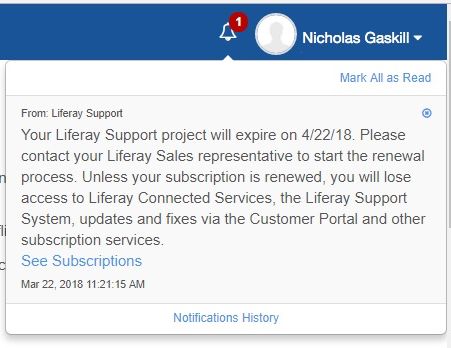 1
Nicholas Gaskill
Mark All as Read
From: Liferay Support
Your Liferay Support project will expire on 4/22/18. Please
contact your Liferay Sales representative to start the renewal
process. Unless your subscription is renewed, you will lose
access to Liferay Connected Services, the Liferay Support
System, updates and fixes via the Customer Portal and other
subscription services.
See Subscriptions
Mar 22, 2018 11:21:15 AM
Notifications History